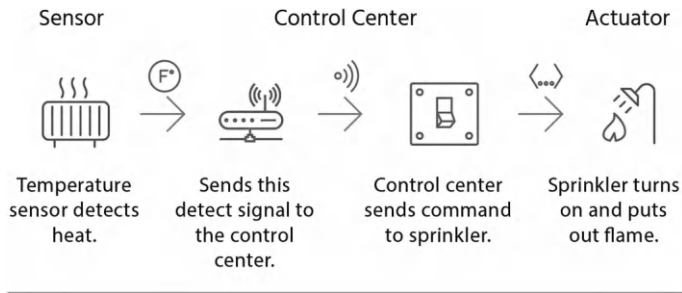 Sensor
Control Center
Actuator
F°
Temperature
sensor detects
heat.
Sends this
detect signal to
the control
center.
Control center
sends command
to sprinkler.
Sprinkler turns
on and puts
out flame.